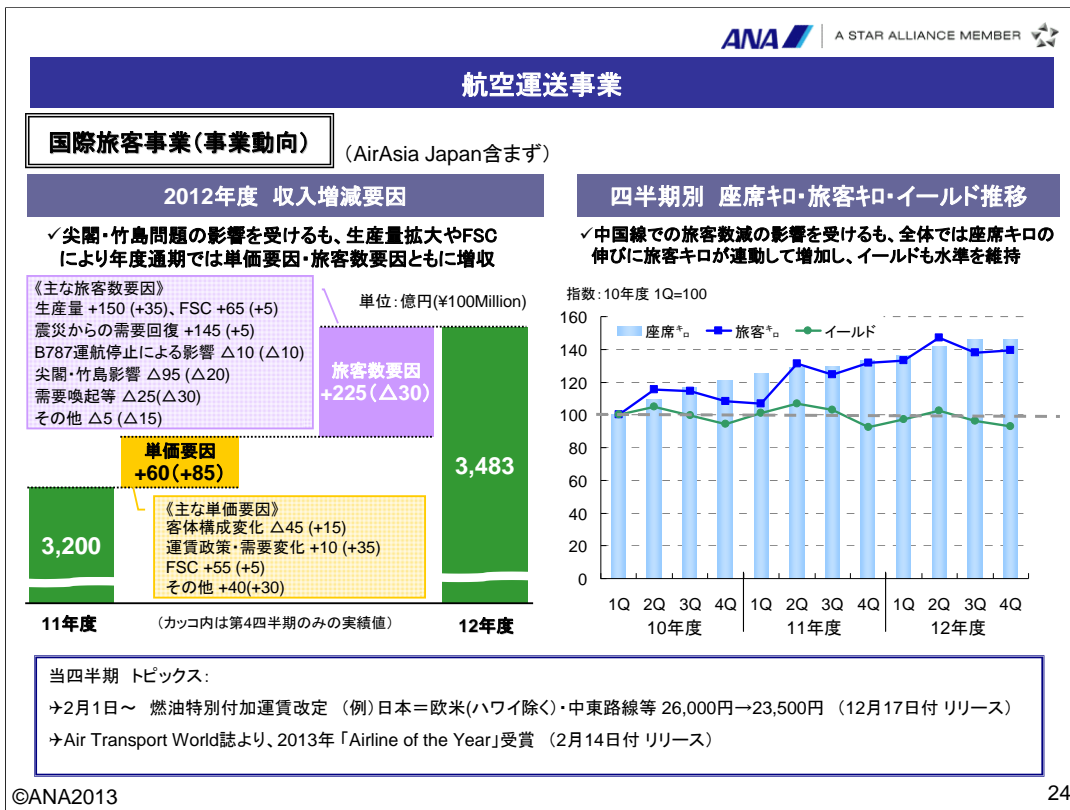 ANA A STAR ALLIANCE MEMBER
航空運送事業
国際旅客事業(事業動向)
(AirAsia Japan含まず)
2012年度 収入増減要因
✓尖閣・竹島問題の影響を受けるも、生産量拡大やFSC
により年度通期では単価要因・旅客数要因ともに増収
《主な旅客数要因》
生産量 +150 (+35)、FSC +65 (+5)
震災からの需要回復 +145 (+5)
B787運航停止による影響 △10 (△10)
尖閣・竹島影響 △95 (△20)
需要喚起等 △25(△30)
その他 △5 (△15)
単位:億円(¥100Million)
旅客数要因
+225(△30)
単価要因
+60(+85)
《主な単価要因》
客体構成変化 △45 (+15)
運賃政策・需要変化 +10 (+35)
FSC +55 (+5)
その他 +40(+30)
3,200
3,483
11年度
(カッコ内は第4四半期のみの実績値)
12年度
四半期別 座席キロ・旅客キロ・イールド推移
✓中国線での旅客数減の影響を受けるも、全体では座席キロの
伸びに旅客キロが連動して増加し、イールドも水準を維持
指数:10年度 1Q=100
座席キロ 旅客キロ イールド
160
140
120
100
80
60
40
20
0
1Q 2Q 3Q 4Q 1Q 2Q 3Q 4Q 1Q 2Q 3Q 4Q
10年度 11年度 12年度
当四半期 トピックス:
✈2月1日~ 燃油特別付加運賃改定 (例)日本=欧米(ハワイ除く)・中東路線等 26,000円→23,500円 (12月17日付 リリース)
✈Air Transport World誌より、2013年 「Airline of the Year」受賞 (2月14日付 リリース)
©ANA2013
24